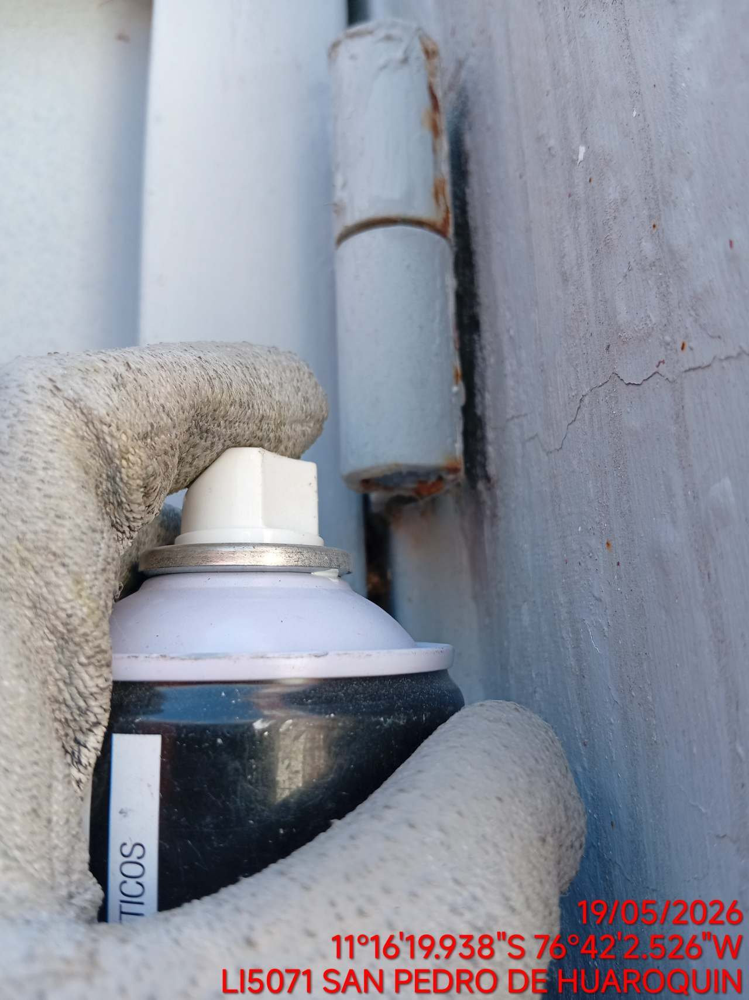 TICOS
19/05/2026
11°16'19.938"S 76°42'2.526"W
LI5071 SAN PEDRO DE HUAROQUIN